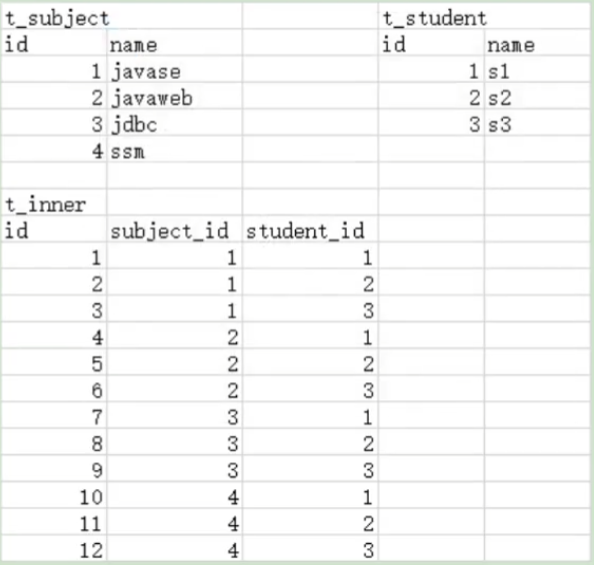 t_subject t_student
id name id name
1 javase 1 s1
2 javaweb 2 s2
3 jdbc 3 s3
4 ssm
t_inner
id subject_id student_id
1 1 1
2 1 2
3 1 3
4 2 1
5 2 2
6 2 3
7 3 1
8 3 2
9 3 3
10 4 1
11 4 2
12 4 3